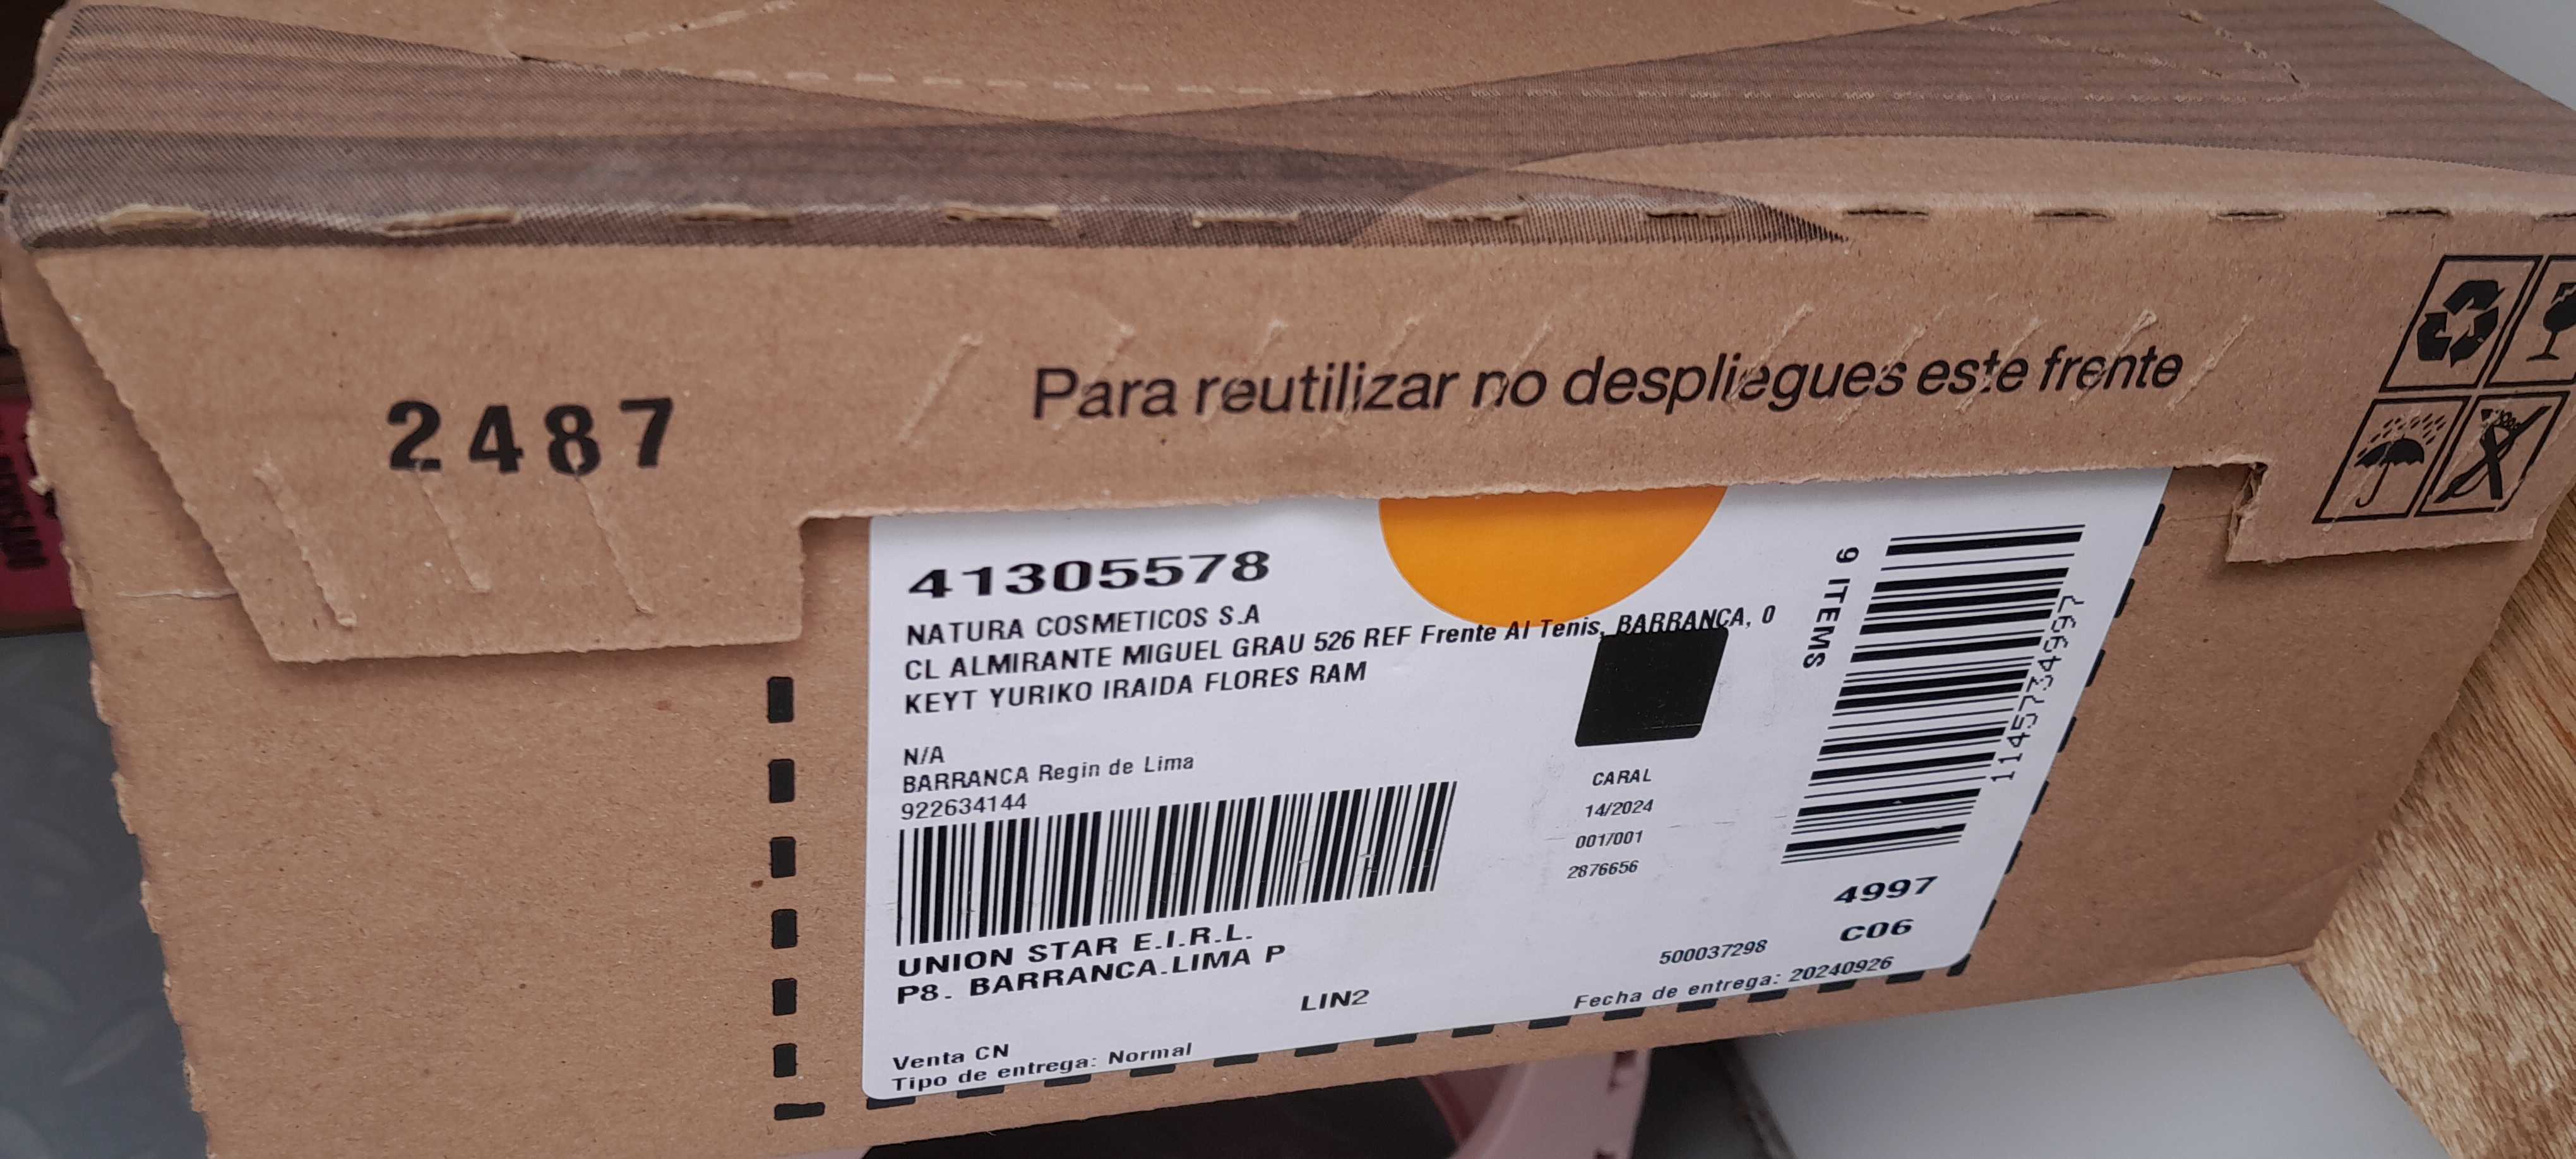 2487
Para reutilizar no despliegues este frente
41305578
NATURA COSMETICOS S.A
CL ALMIRANTE MIGUEL GRAU 526 REF Frente Al Tenis, BARRANCA, 0
KEYT YURIKO IRAIDA FLORES RAM
N/A
BARRANCA Regin de Lima
922634144
UNION STAR E.I.R.L.
P8. BARRANCA.LIMA P
LIN2
Venta CN
Tipo de entrega: Normal
CARAL
14/2024
001/001
2876656
9 ITEMS
1145734997
4997
C06
500037298
Fecha de entrega: 20240926